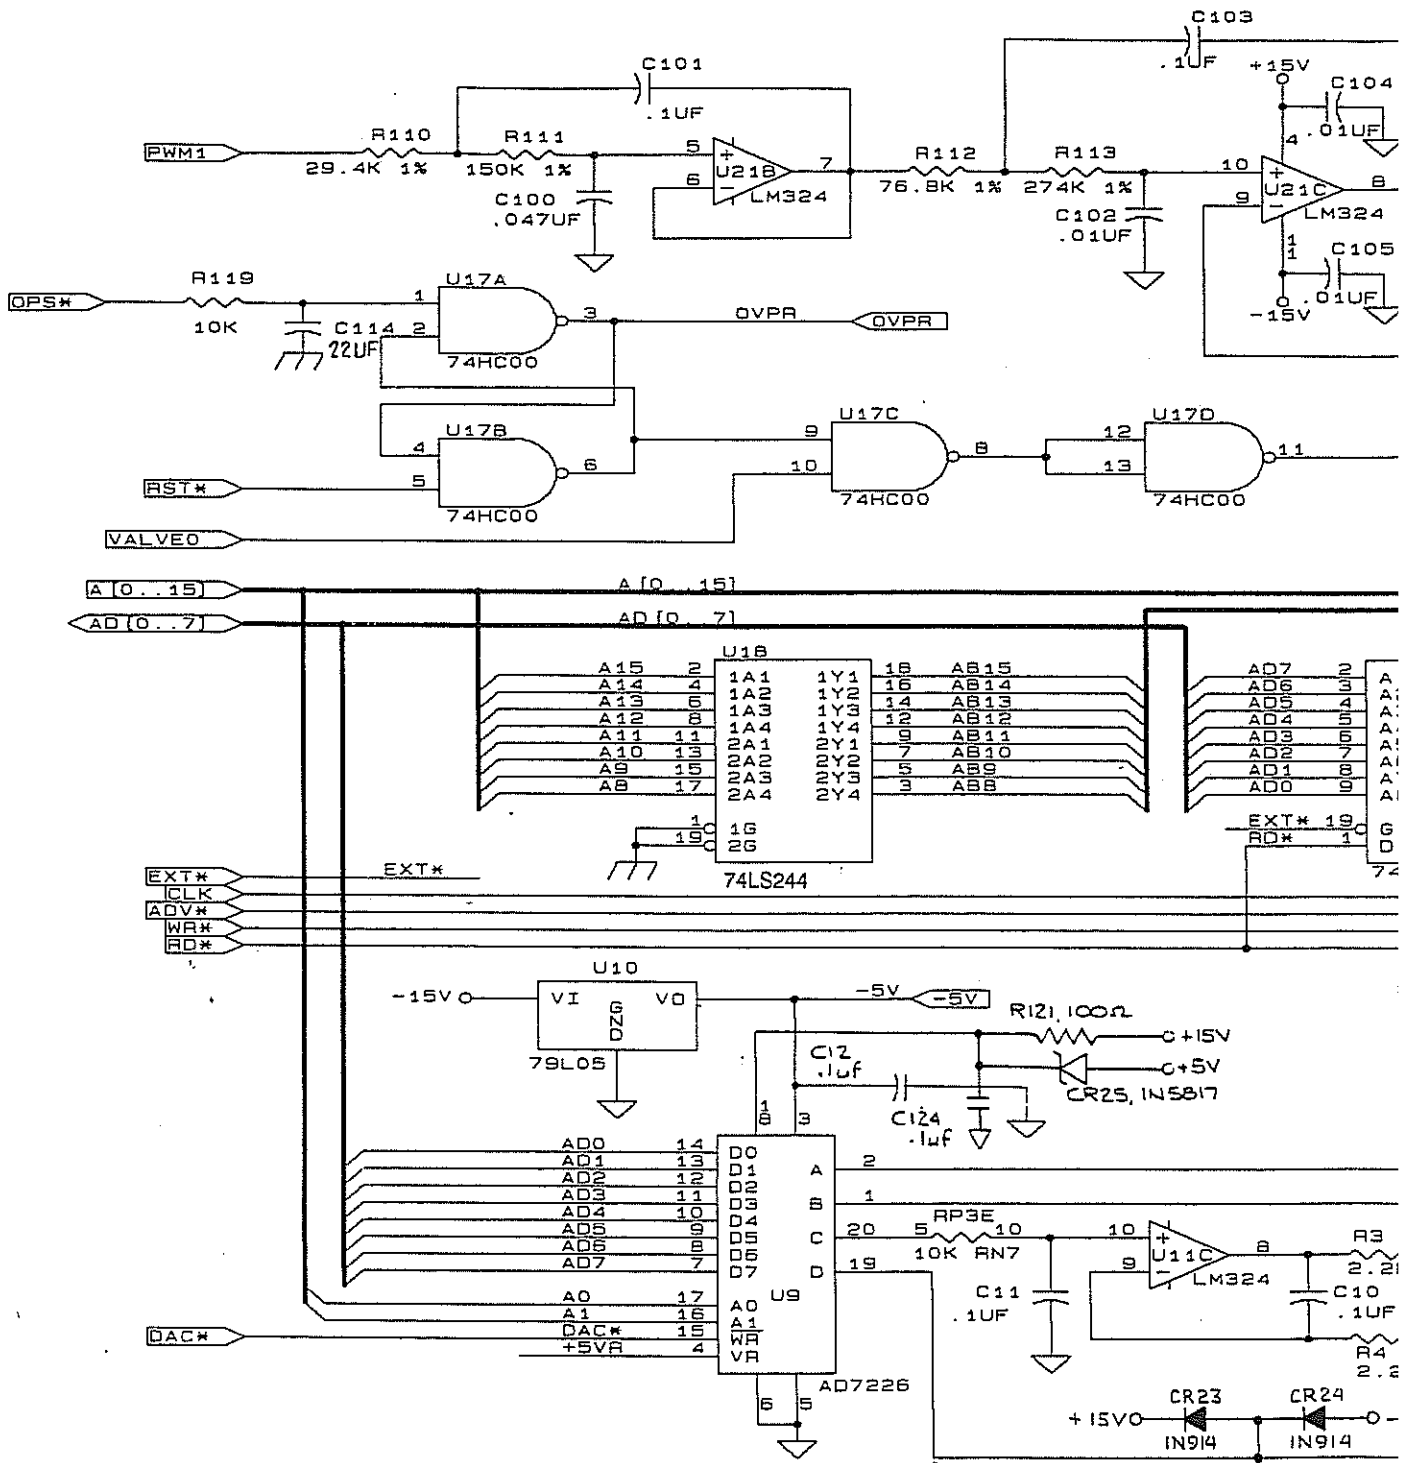 C103
.1UF
+15V
C104
.01UF
4
C101
.1UF
PWM1
R110
29.4K 1%
R111
150K 1%
C100
.047UF
5
6
+
-
U21B
7
LM324
R112
76.8K 1%
R113
274K 1%
C102
.01UF
10
9
+
-
U21C
8
LM324
11
C105
.01UF
-15V
OPS*
R119
10K
C114
22UF
U17A
1
2
3
74HC00
OVPR
OVPR
U17B
4
5
6
74HC00
RST*
VALVE0
U17C
9
10
8
74HC00
U17D
12
13
11
74HC00
A[0..15]
A[0..15]
AD[0..7]
AD[0..7]
U18
A15 2 1A1 1Y1 18 AB15
A14 4 1A2 1Y2 16 AB14
A13 6 1A3 1Y3 14 AB13
A12 8 1A4 1Y4 12 AB12
A11 11 2A1 2Y1 9 AB11
A10 13 2A2 2Y2 7 AB10
A9 15 2A3 2Y3 5 AB9
A8 17 2A4 2Y4 3 AB8
1 1G
19 2G
74LS244
AD7 2 A
AD6 3
AD5 4
AD4 5
AD3 6
AD2 7
AD1 8
AD0 9
EXT* 19 G
RD* 1 D
74
EXT*
EXT*
CLK
ADV*
WR*
RD*
U10
-15V
VI
GND
VO
79L05
-5V
-5V
R121, 100Ω
+15V
+5V
CR25, IN5817
C12
.1uf
C124
.1uf
18
3
AD0 14 D0
AD1 13 D1
AD2 12 D2
AD3 11 D3
AD4 10 D4
AD5 9 D5
AD6 8 D6
AD7 7 D7
A0 17 A0
A1 16 A1
DAC*
DAC* 15 WR
+5VR 4 VR
A 2
B 1
C 20
D 19
U9
AD7226
6
5
RP3E
5
10
10K RN7
C11
.1UF
10
9
+
-
U11C
8
LM324
R3
C10
.1UF
R4
+15V
CR23
IN914
CR24
IN914
-